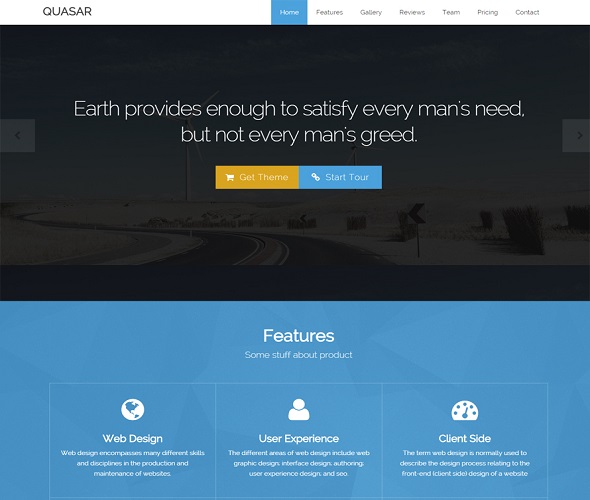 QUASAR
Home Features Gallery Reviews Team Pricing Contact
Earth provides enough to satisfy every man's need,
but not every man's greed.
Get Theme Start Tour
Features
Some stuff about product
Web Design
Web design encompasses many different skills
and disciplines in the production and
maintenance of websites.
User Experience
The different areas of web design include web
graphic design; interface design; authoring,
user experience design; and seo.
Client Side
The term web design is normally used to
describe the design process relating to the
front-end (client side) design of a website